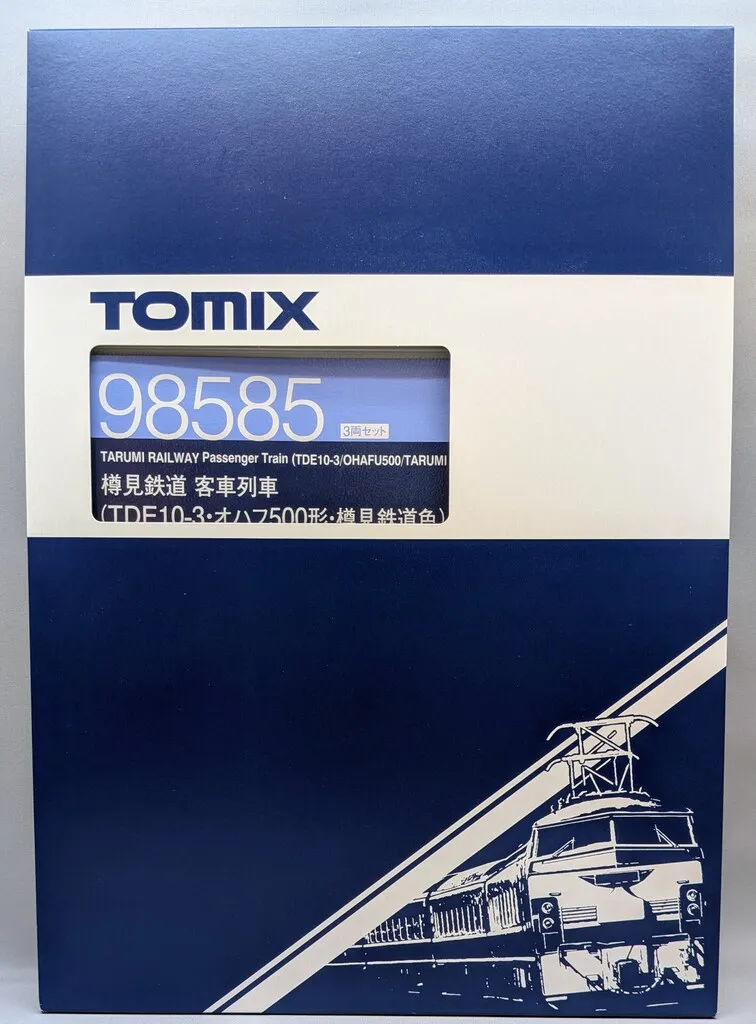 TOMIX
98585
3両セット
TARUMI RAILWAY Passenger Train (TDE10-3/OHAFU500/TARUMI
樽見鉄道 客車列車
(TDE10-3・オハフ500形・樽見鉄道色)